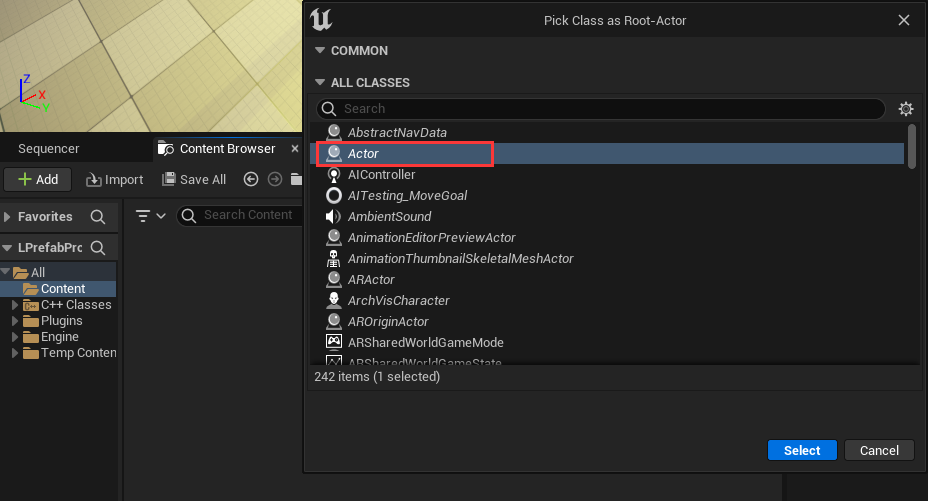 Pick Class as Root-Actor
COMMON
ALL CLASSES
Search
AbstractNavData
Actor
AIController
AITesting_MoveGoal
AmbientSound
AnimationEditorPreviewActor
AnimationThumbnailSkeletalMeshActor
ARActor
ArchVisCharacter
AROriginActor
ARSharedWorldGameMode
ARSharedWorldGameState
242 items (1 selected)
Select
Cancel
Z
X
Y
Sequencer
Content Browser
Add
Import
Save All
Favorites
Search Content
LPrefabPro
All
Content
C++ Classes
Plugins
Engine
Temp Conten